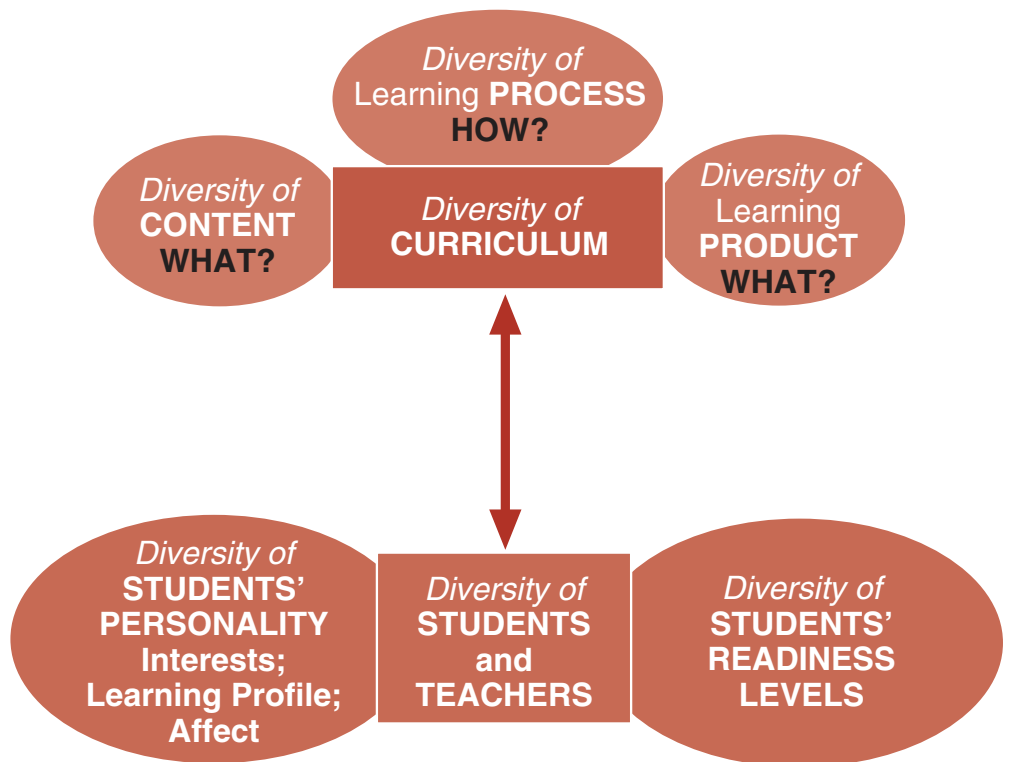 Diversity of
Learning PROCESS
HOW?
Diversity of
CONTENT
WHAT?
Diversity of
CURRICULUM
Diversity of
Learning
PRODUCT
WHAT?
Diversity of
STUDENTS’
PERSONALITY
Interests;
Learning Profile;
Affect
Diversity of
STUDENTS
and
TEACHERS
Diversity of
STUDENTS’
READINESS
LEVELS